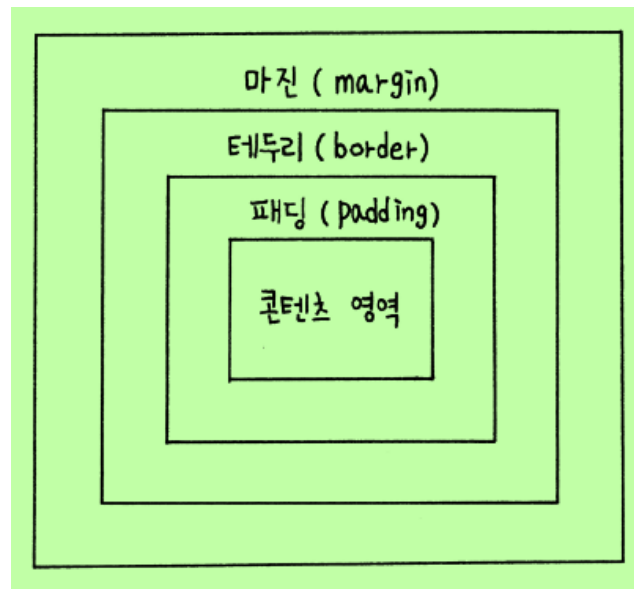 마진 ( margin)
테두리 ( border)
패딩 ( padding)
콘텐츠 영역